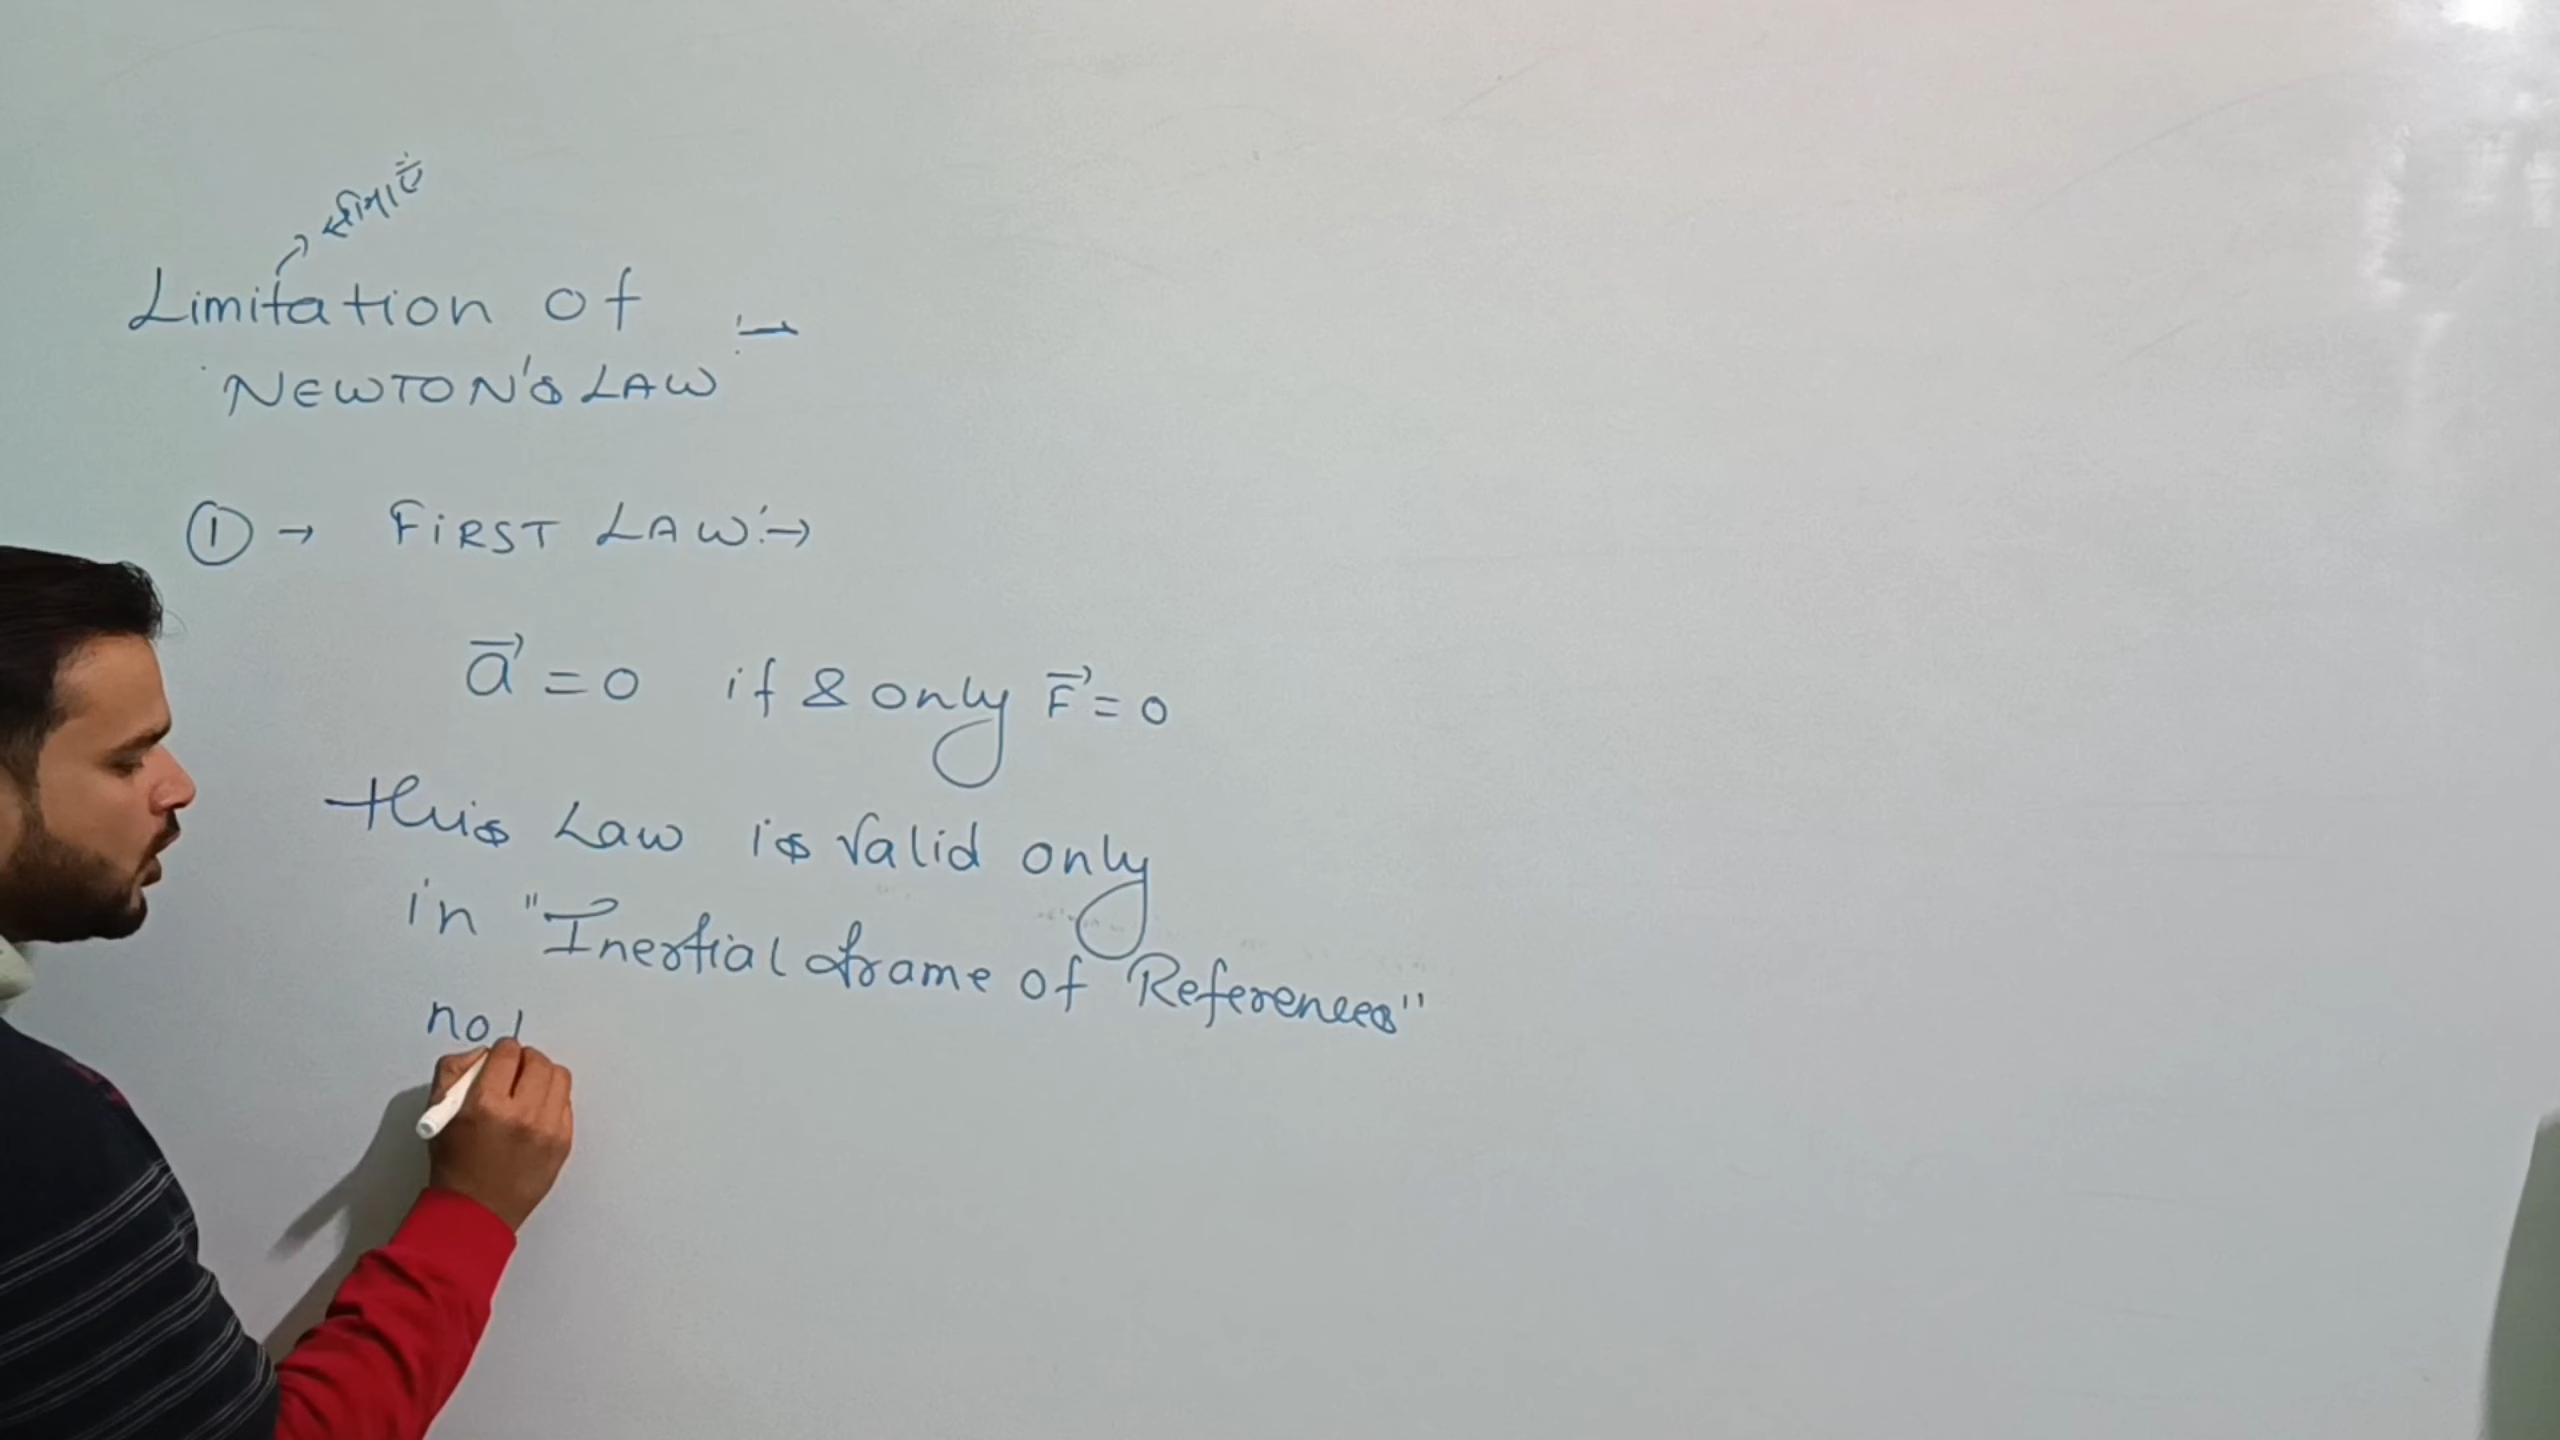 सीमाएं
Limitation of :-
NEWTON'S LAW
① → FIRST LAW :→
a⃗ = 0 if & only F⃗ = 0
this Law is valid only
in "Inertial frame of References"
not